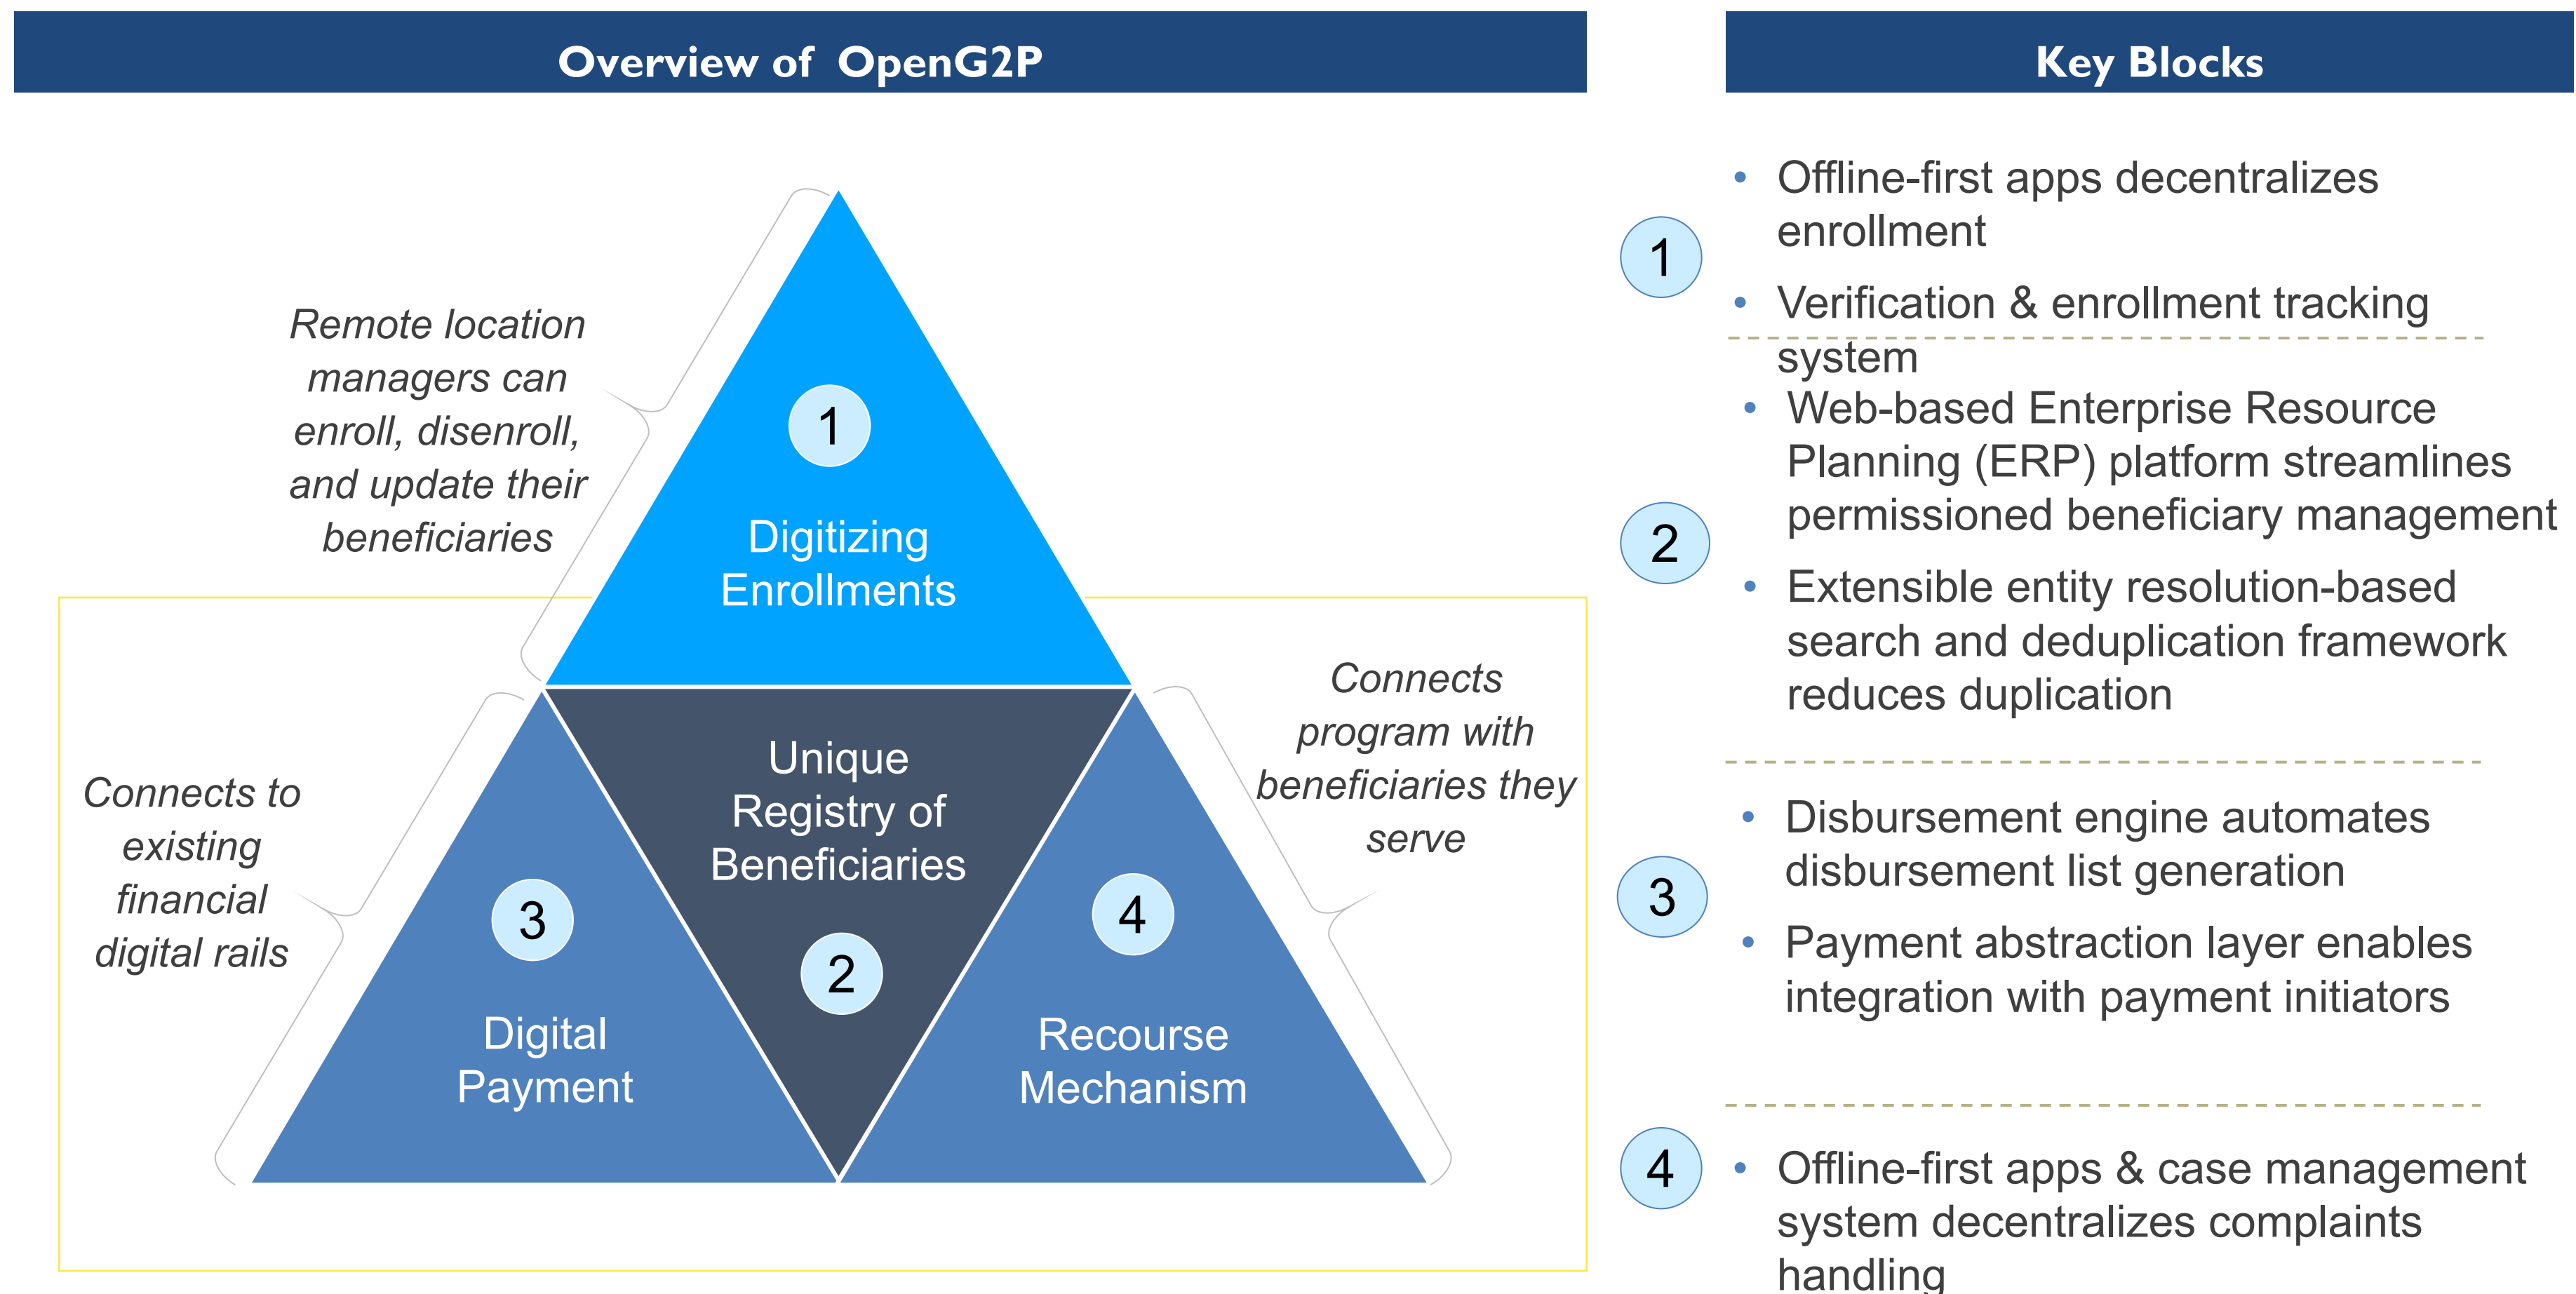 Overview of OpenG2P
Remote location
managers can
enroll, disenroll,
and update their
beneficiaries
1
Digitizing
Enrollments
Connects to
existing
financial
digital rails
3
Digital
Payment
Unique
Registry of
Beneficiaries
2
4
Recourse
Mechanism
Connects
program with
beneficiaries they
serve
Key Blocks
1
• Offline-first apps decentralizes
enrollment
• Verification & enrollment tracking
system
2
• Web-based Enterprise Resource
Planning (ERP) platform streamlines
permissioned beneficiary management
• Extensible entity resolution-based
search and deduplication framework
reduces duplication
3
• Disbursement engine automates
disbursement list generation
• Payment abstraction layer enables
integration with payment initiators
4
• Offline-first apps & case management
system decentralizes complaints
handling